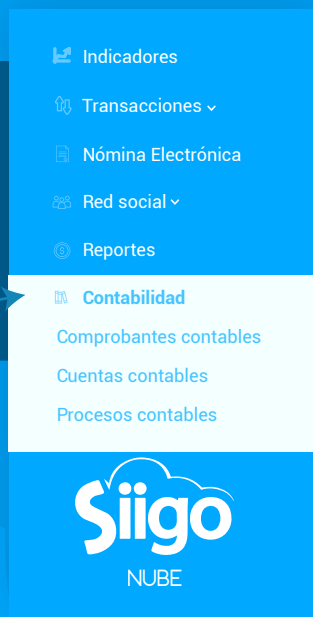 Indicadores
Transacciones
Nómina Electrónica
Red social
Reportes
Contabilidad
Comprobantes contables
Cuentas contables
Procesos contables
Siigo
NUBE